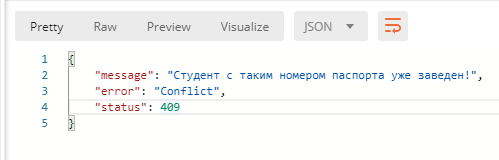 Pretty Raw Preview Visualize JSON
1 {
2 "message": "Студент с таким номером паспорта уже заведен!",
3 "error": "Conflict",
4 "status": 409
5 }